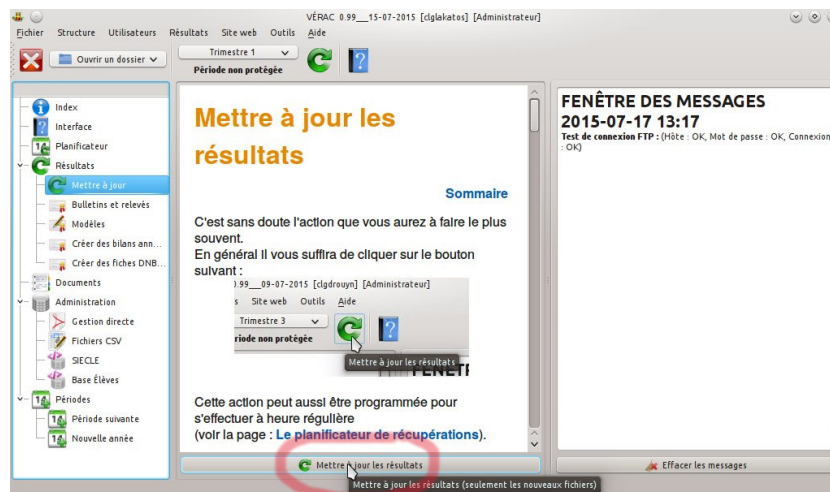 VÉRAC 0.99__15-07-2015 [clglakatos] [Administrateur]
Fichier Structure Utilisateurs Résultats Site web Outils Aide
Ouvrir un dossier
Trimestre 1
Période non protégée
Index
Interface
Planificateur
Résultats
Mettre à jour
Bulletins et relevés
Modèles
Créer des bilans ann...
Créer des fiches DNB...
Documents
Administration
Gestion directe
Fichiers CSV
SIECLE
Base Élèves
Périodes
Période suivante
Nouvelle année
Mettre à jour les
résultats
Sommaire
C'est sans doute l'action que vous aurez à faire le plus
souvent.
En général il vous suffira de cliquer sur le bouton
suivant :
0.99__09-07-2015 [clgdrouyn] [Administrateur]
s Site web Outils Aide
Trimestre 3
riode non protégée
Mettre à jour les résultats
FENÊTR
Cette action peut aussi être programmée pour
s'effectuer à heure régulière
(voir la page : Le planificateur de récupérations).
Mettre à jour les résultats
Mettre à jour les résultats (seulement les nouveaux fichiers)
FENÊTRE DES MESSAGES
2015-07-17 13:17
Test de connexion FTP : (Hôte : OK, Mot de passe : OK, Connexion
: OK)
Effacer les messages